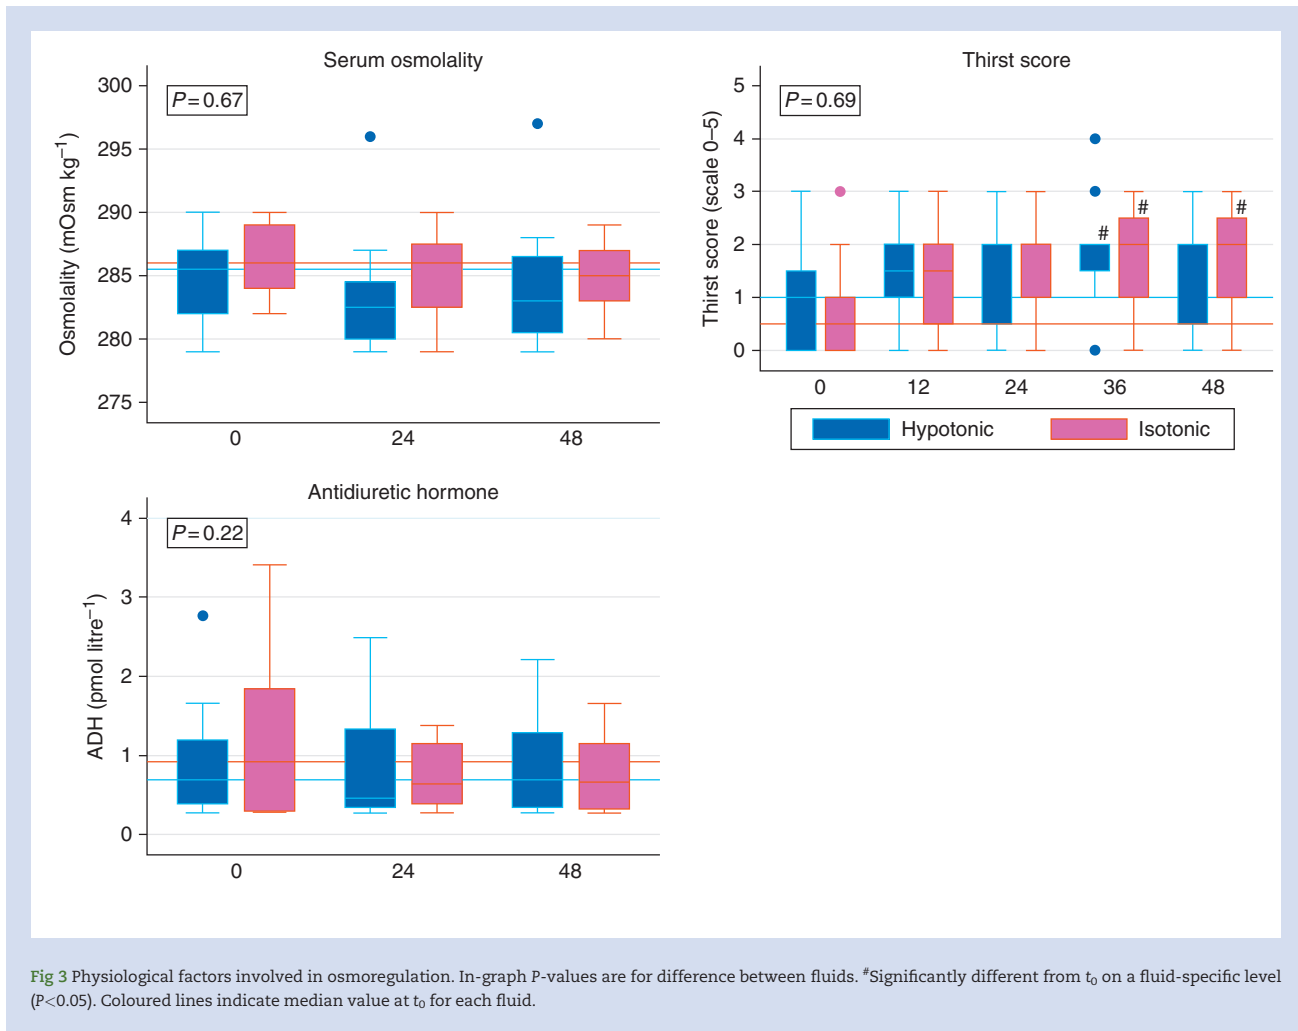 Serum osmolality
300
295
290
285
280
275
Osmolality (mOsm kg⁻¹)
P=0.67
0 24 48
Thirst score
5
4
3
2
1
0
Thirst score (scale 0–5)
P=0.69
# # #
0 12 24 36 48
Hypotonic Isotonic
Antidiuretic hormone
4
3
2
1
0
ADH (pmol litre⁻¹)
P=0.22
0 24 48
Fig 3 Physiological factors involved in osmoregulation. In-graph P-values are for difference between fluids. #Significantly different from t₀ on a fluid-specific level
(P<0.05). Coloured lines indicate median value at t₀ for each fluid.